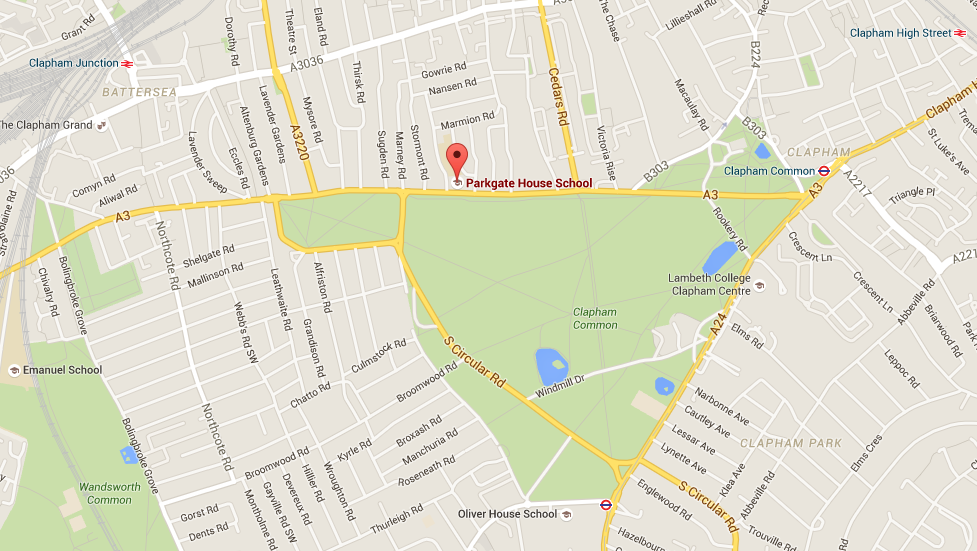 Grant Rd
Clapham Junction
BATTERSEA
The Clapham Grand
Dorothy Rd
Theatre St
Eland Rd
A3036
Thirsk Rd
Gowrie Rd
Nansen Rd
Marmion Rd
Cedars Rd
The Chase
Lillieshall Rd
B224
Clapham High Street
Macaulay Rd
B303
CLAPHAM
Clapham Common
A2217
St Luke's Ave
Triangle Pl
Lavender Gardens
Altenburg Gardens
Mysore Rd
A3220
Eccles Rd
Lavender Sweep
Sugden Rd
Marney Rd
Stormont Rd
Parkgate House School
Victoria Rise
B303
A3
A3
Comyn Rd
Aliwal Rd
A3
Northcote Rd
Shelgate Rd
Mallinson Rd
Bolingbroke Grove
Chivalry Rd
Leathwaite Rd
Alfriston Rd
Webb's Rd SW
Grandison Rd
Rookery Rd
Crescent Ln
Crescent Ln
Lambeth College
Clapham Centre
Abbeville Rd
Briarwood Rd
Clapham
Common
A24
Elms Rd
Leppoc Rd
S Circular Rd
Culmstock Rd
Broomwood Rd
Chatto Rd
Windmill Dr
Emanuel School
Northcote Rd
Narbonne Ave
Cautley Ave
Lessar Ave
Lynette Ave
CLAPHAM PARK
Elms Cres
Broxash Rd
Manchuria Rd
Kyrle Rd
Roseneath Rd
Bolingbroke Grove
Broomwood Rd
Hillier Rd
Wroughton Rd
Devereux Rd
Gayville Rd SW
Montholme Rd
Wandsworth
Common
Klea Ave
Abbeville Rd
S Circular Rd
Englewood Rd
Oliver House School
Gorst Rd
Dents Rd
Thurleigh Rd
Hazelbourne
Trouville Rd